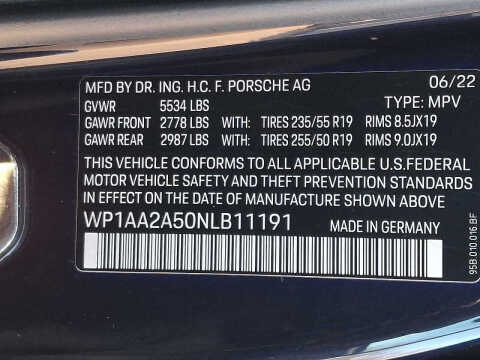 MFD BY DR. ING. H.C. F. PORSCHE AG 06/22
GVWR 5534 LBS TYPE: MPV
GAWR FRONT 2778 LBS WITH: TIRES 235/55 R19 RIMS 8.5JX19
GAWR REAR 2987 LBS WITH: TIRES 255/50 R19 RIMS 9.0JX19
THIS VEHICLE CONFORMS TO ALL APPLICABLE U.S.FEDERAL
MOTOR VEHICLE SAFETY AND THEFT PREVENTION STANDARDS
IN EFFECT ON THE DATE OF MANUFACTURE SHOWN ABOVE
WP1AA2A50NLB11191 MADE IN GERMANY
95B 010 016 BF